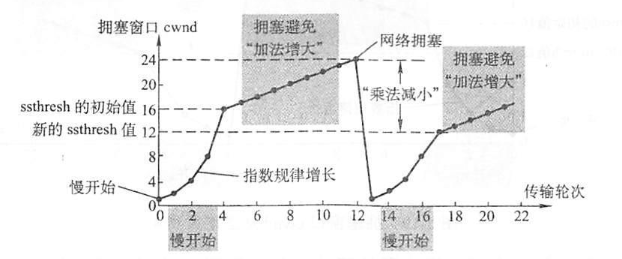 拥塞窗口 cwnd
拥塞避免
“加法增大”
网络拥塞
拥塞避免
“加法增大”
24
20
ssthresh 的初始值
16
“乘法减小”
新的 ssthresh 值
12
8
4
0
慢开始
指数规律增长
0 2 4 6 8 10 12 14 16 18 20 22
传输轮次
慢开始
慢开始